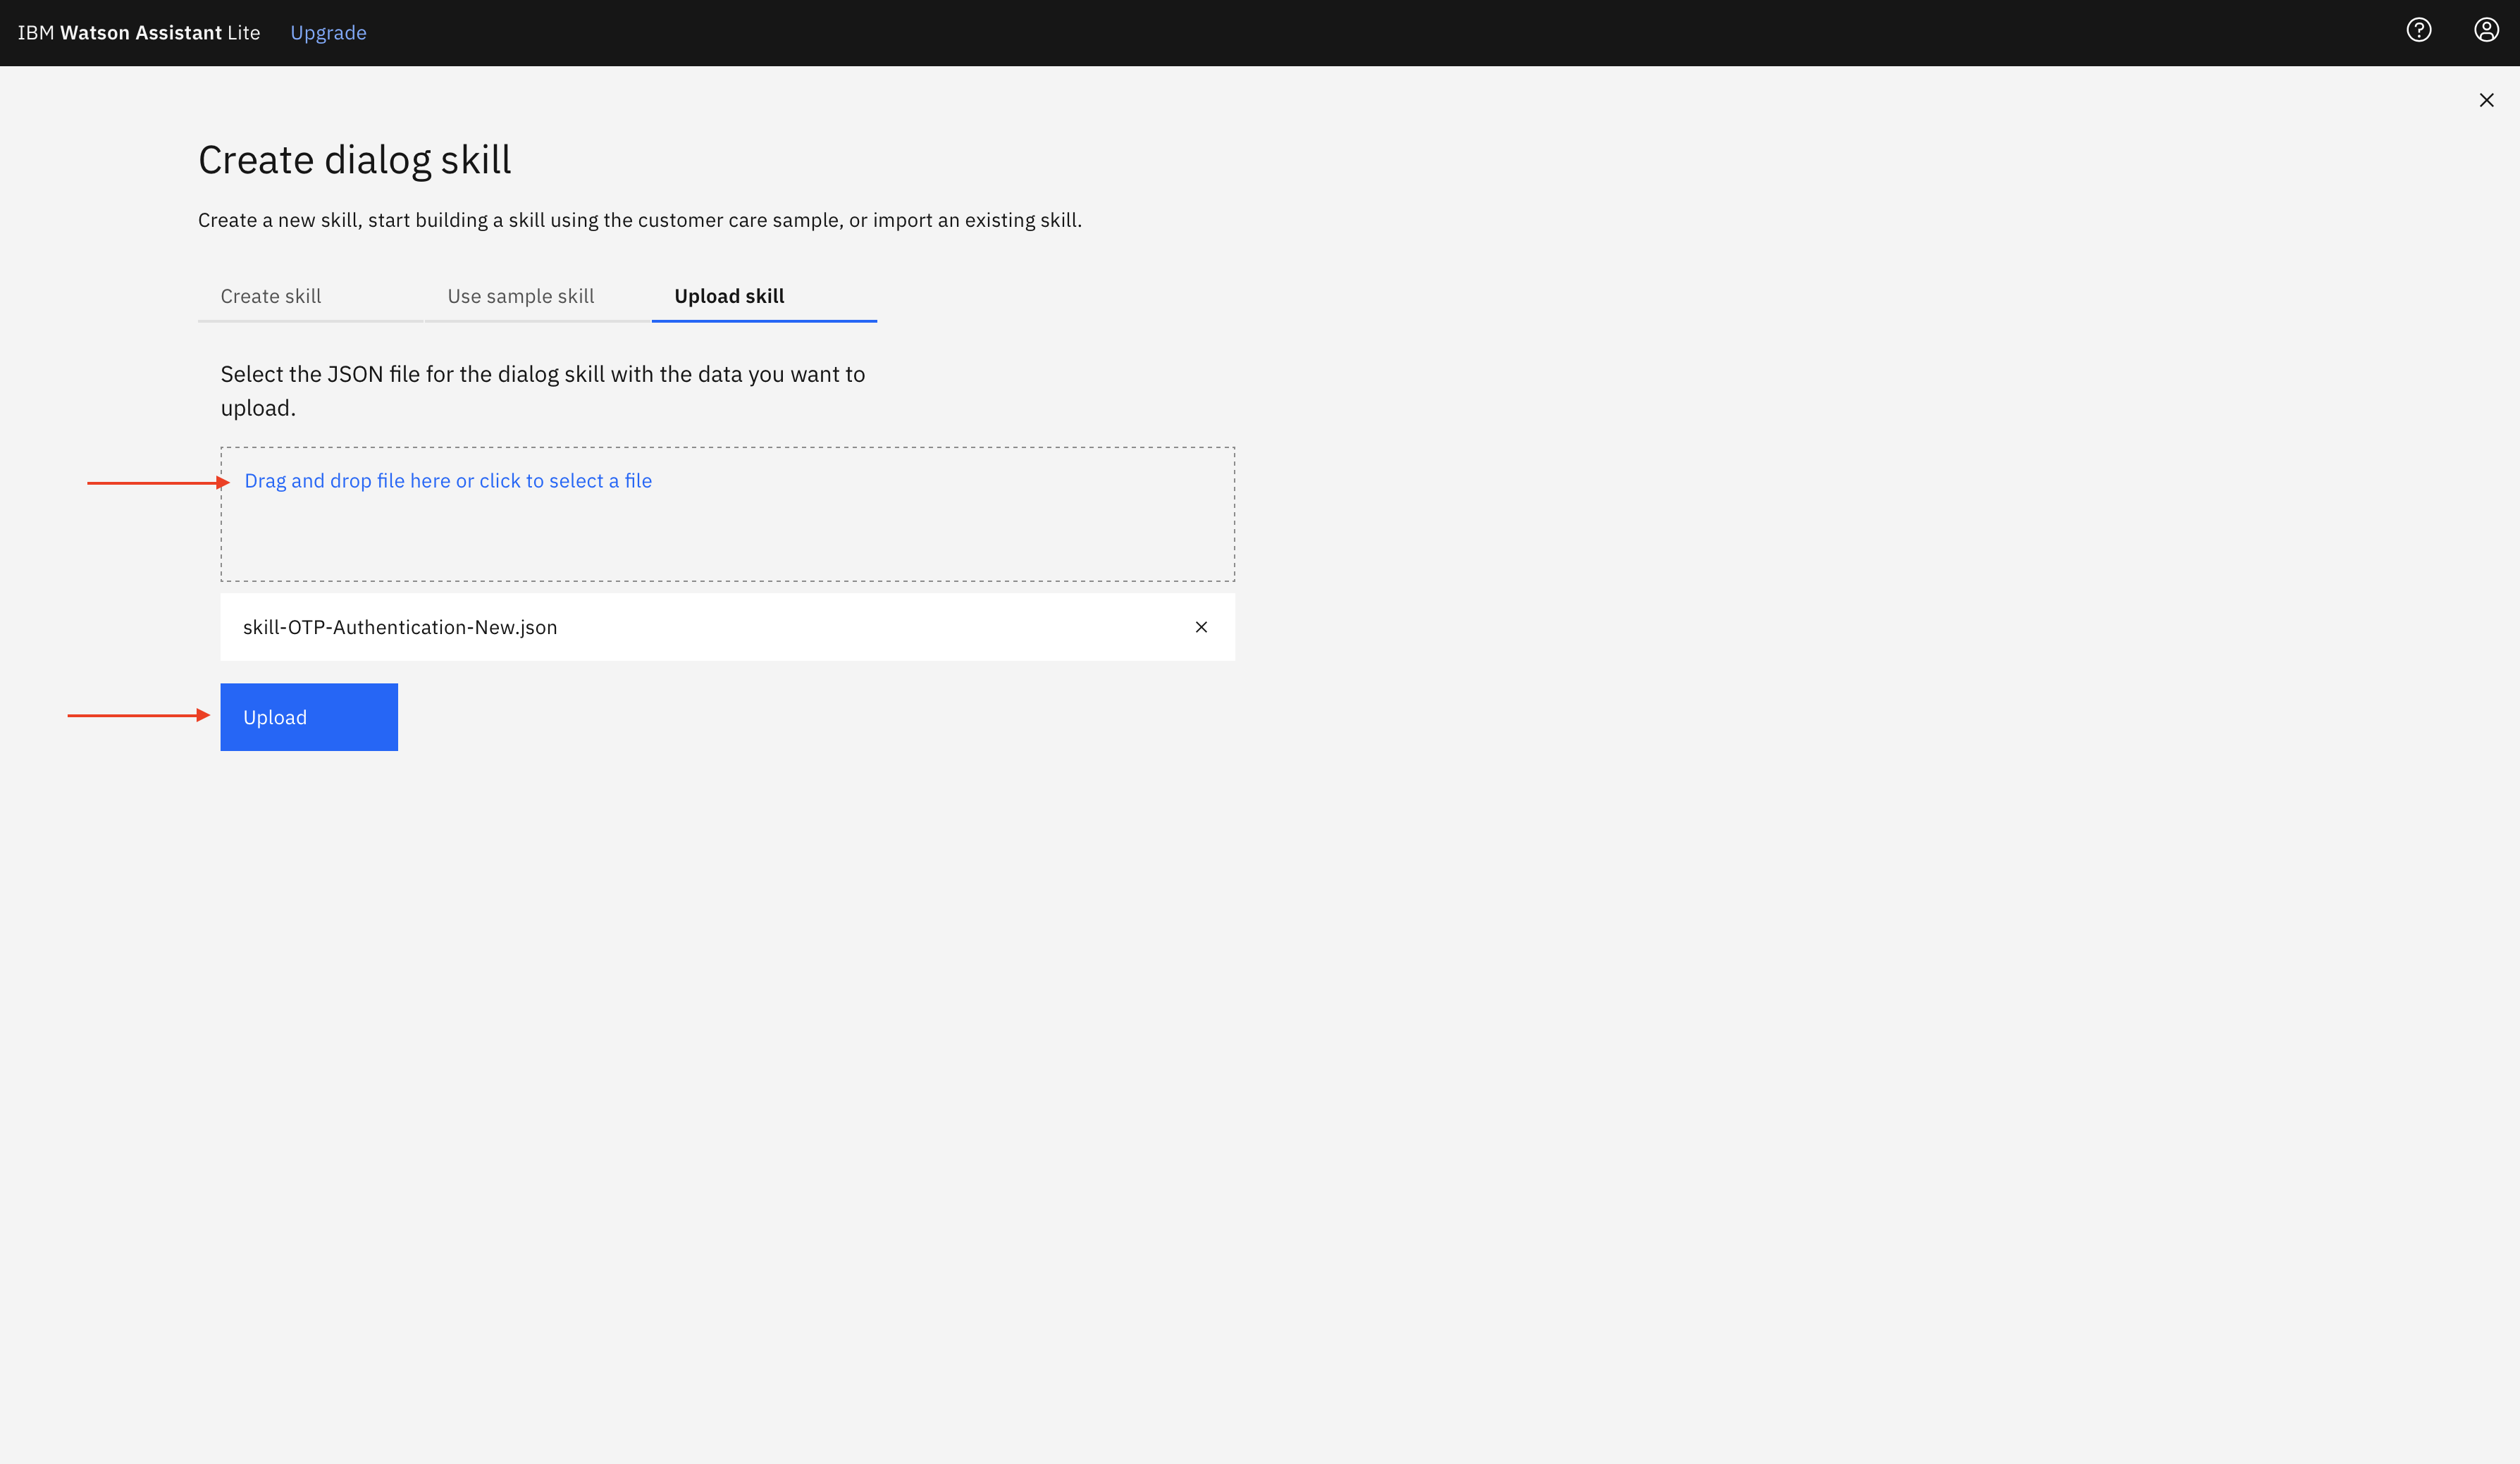 IBM Watson Assistant Lite Upgrade
Create dialog skill
Create a new skill, start building a skill using the customer care sample, or import an existing skill.
Create skill Use sample skill Upload skill
Select the JSON file for the dialog skill with the data you want to
upload.
Drag and drop file here or click to select a file
skill-OTP-Authentication-New.json
Upload